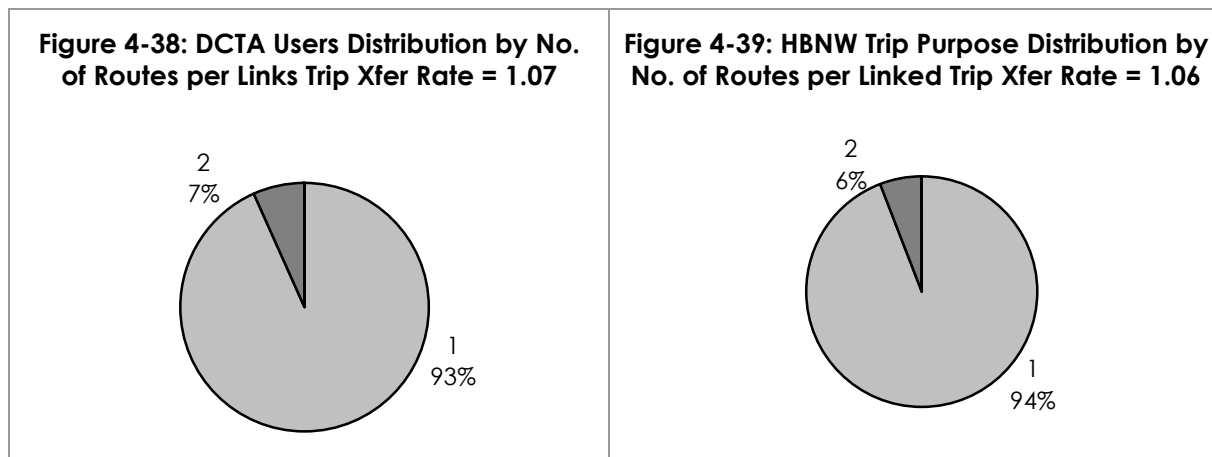 Figure 4-38: DCTA Users Distribution by No.
of Routes per Links Trip Xfer Rate = 1.07
2
7%
1
93%
Figure 4-39: HBNW Trip Purpose Distribution by
No. of Routes per Linked Trip Xfer Rate = 1.06
2
6%
1
94%